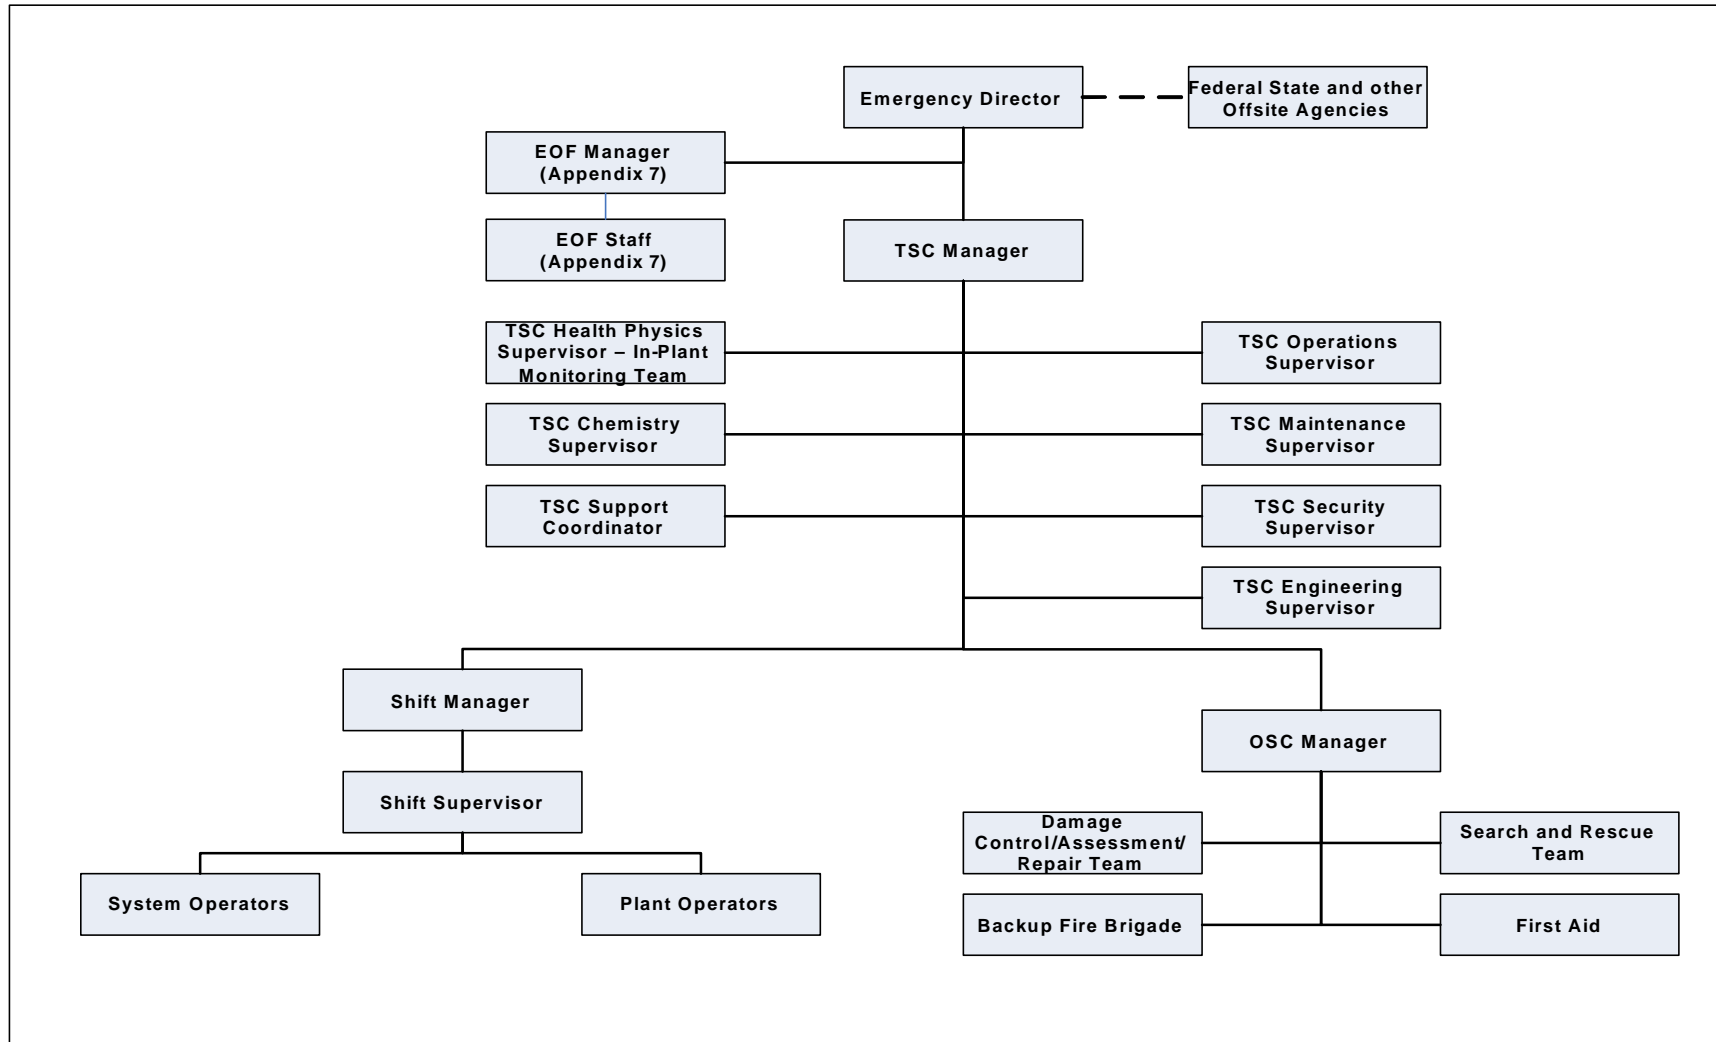 Emergency Director
Federal State and other
Offsite Agencies
EOF Manager
(Appendix 7)
EOF Staff
(Appendix 7)
TSC Manager
TSC Health Physics
Supervisor – In-Plant
Monitoring Team
TSC Operations
Supervisor
TSC Chemistry
Supervisor
TSC Maintenance
Supervisor
TSC Support
Coordinator
TSC Security
Supervisor
TSC Engineering
Supervisor
Shift Manager
OSC Manager
Shift Supervisor
Damage
Control/Assessment/
Repair Team
Search and Rescue
Team
System Operators
Plant Operators
Backup Fire Brigade
First Aid